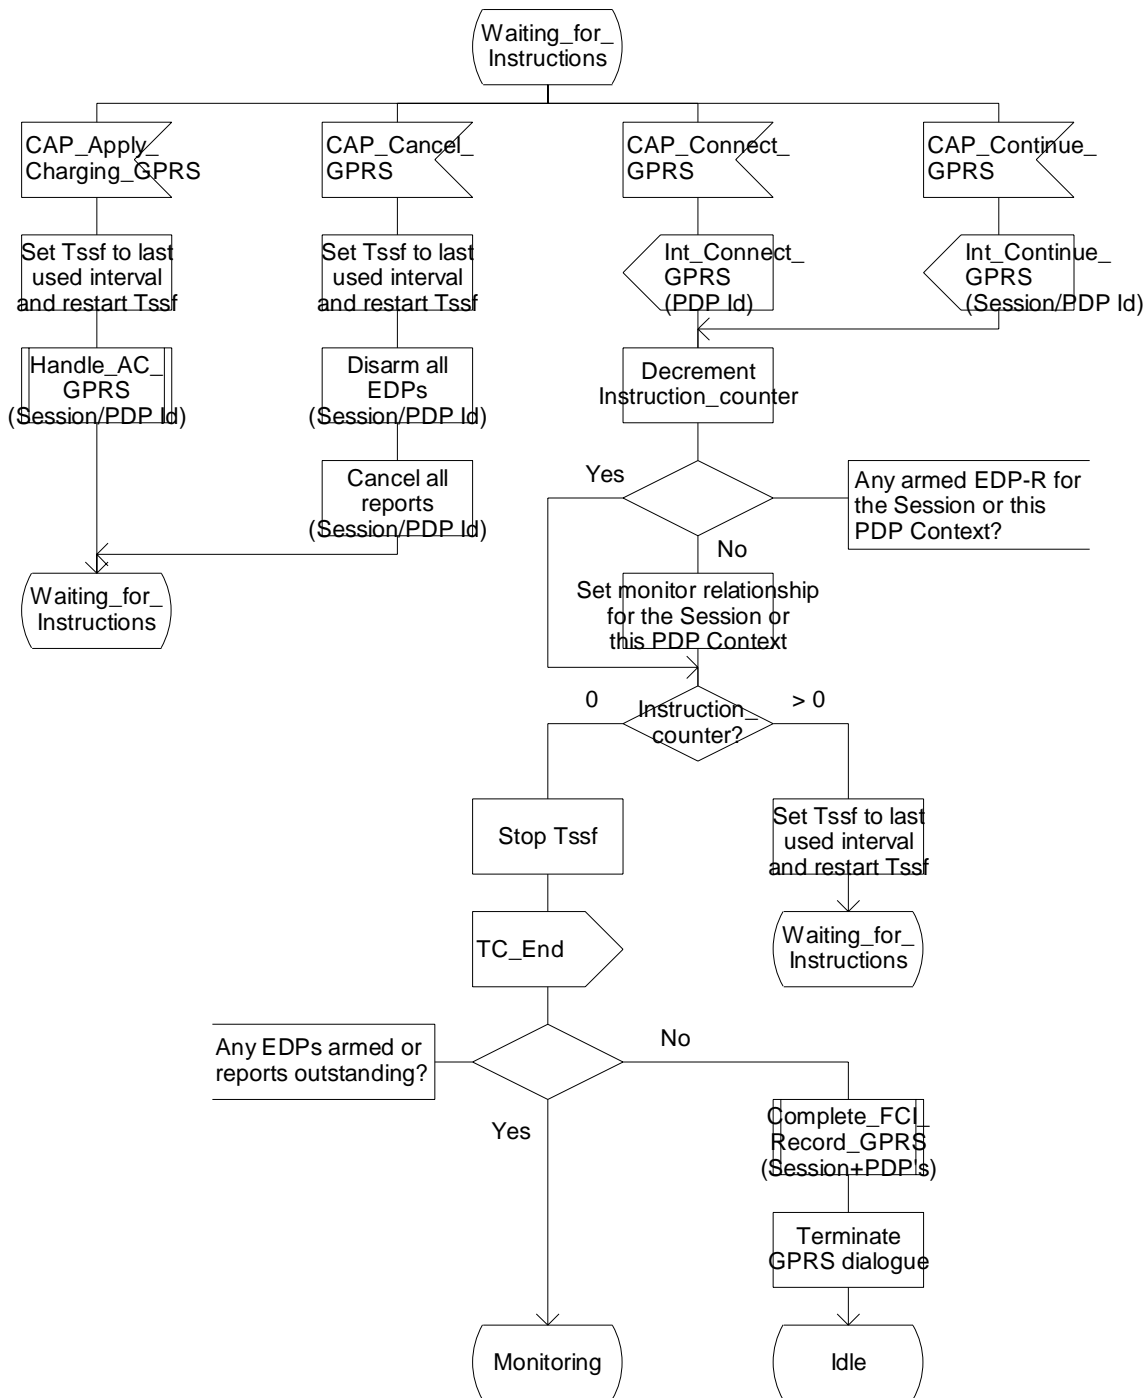 Waiting_for_
Instructions
CAP_Apply_
Charging_GPRS
CAP_Cancel_
GPRS
CAP_Connect_
GPRS
CAP_Continue_
GPRS
Set Tssf to last
used interval
and restart Tssf
Set Tssf to last
used interval
and restart Tssf
Int_Connect_
GPRS
(PDP Id)
Int_Continue_
GPRS
(Session/PDP Id)
Handle_AC_
GPRS
(Session/PDP Id)
Disarm all
EDPs
(Session/PDP Id)
Decrement
Instruction_counter
Cancel all
reports
(Session/PDP Id)
Yes
Any armed EDP-R for
the Session or this
PDP Context?
No
Waiting_for_
Instructions
Set monitor relationship
for the Session or
this PDP Context
0
Instruction_
counter?
> 0
Stop Tssf
Set Tssf to last
used interval
and restart Tssf
TC_End
Waiting_for_
Instructions
Any EDPs armed or
reports outstanding?
No
Yes
Complete_FCI_
Record_GPRS
(Session+PDP's)
Terminate
GPRS dialogue
Monitoring
Idle